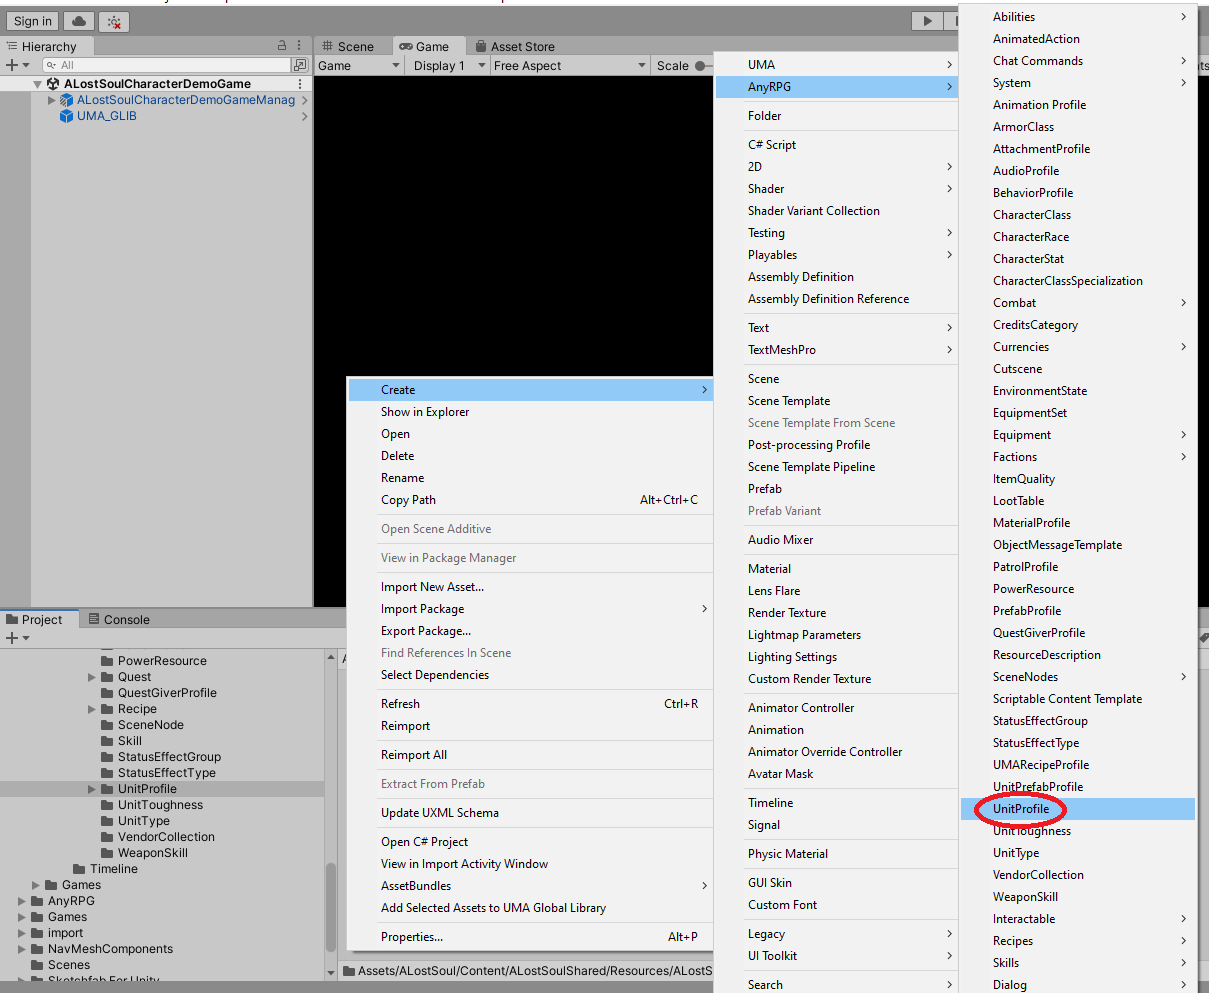 Sign in
Hierarchy
All
ALostSoulCharacterDemoGame
ALostSoulCharacterDemoGameManag
UMA_GLIB
Scene
Game
Asset Store
Game
Display 1
Free Aspect
Scale
Project
Console
PowerResource
Quest
QuestGiverProfile
Recipe
SceneNode
Skill
StatusEffectGroup
StatusEffectType
UnitProfile
UnitToughness
UnitType
VendorCollection
WeaponSkill
Timeline
Games
AnyRPG
Games
import
NavMeshComponents
Scenes
Sketchfab For Unity
Assets/ALostSoul/Content/ALostSoulShared/Resources/ALostS
Create
Show in Explorer
Open
Delete
Rename
Copy Path Alt+Ctrl+C
Open Scene Additive
View in Package Manager
Import New Asset...
Import Package
Export Package...
Find References In Scene
Select Dependencies
Refresh Ctrl+R
Reimport
Reimport All
Extract From Prefab
Update UXML Schema
Open C# Project
View in Import Activity Window
AssetBundles
Add Selected Assets to UMA Global Library
Properties... Alt+P
UMA
AnyRPG
Folder
C# Script
2D
Shader
Shader Variant Collection
Testing
Playables
Assembly Definition
Assembly Definition Reference
Text
TextMeshPro
Scene
Scene Template
Scene Template From Scene
Post-processing Profile
Scene Template Pipeline
Prefab
Prefab Variant
Audio Mixer
Material
Lens Flare
Render Texture
Lightmap Parameters
Lighting Settings
Custom Render Texture
Animator Controller
Animation
Animator Override Controller
Avatar Mask
Timeline
Signal
Physic Material
GUI Skin
Custom Font
Legacy
UI Toolkit
Search
Abilities
AnimatedAction
Chat Commands
System
Animation Profile
ArmorClass
AttachmentProfile
AudioProfile
BehaviorProfile
CharacterClass
CharacterRace
CharacterStat
CharacterClassSpecialization
Combat
CreditsCategory
Currencies
Cutscene
EnvironmentState
EquipmentSet
Equipment
Factions
ItemQuality
LootTable
MaterialProfile
ObjectMessageTemplate
PatrolProfile
PowerResource
PrefabProfile
QuestGiverProfile
ResourceDescription
SceneNodes
Scriptable Content Template
StatusEffectGroup
StatusEffectType
UMARecipeProfile
UnitPrefabProfile
UnitProfile
UnitToughness
UnitType
VendorCollection
WeaponSkill
Interactable
Recipes
Skills
Dialog